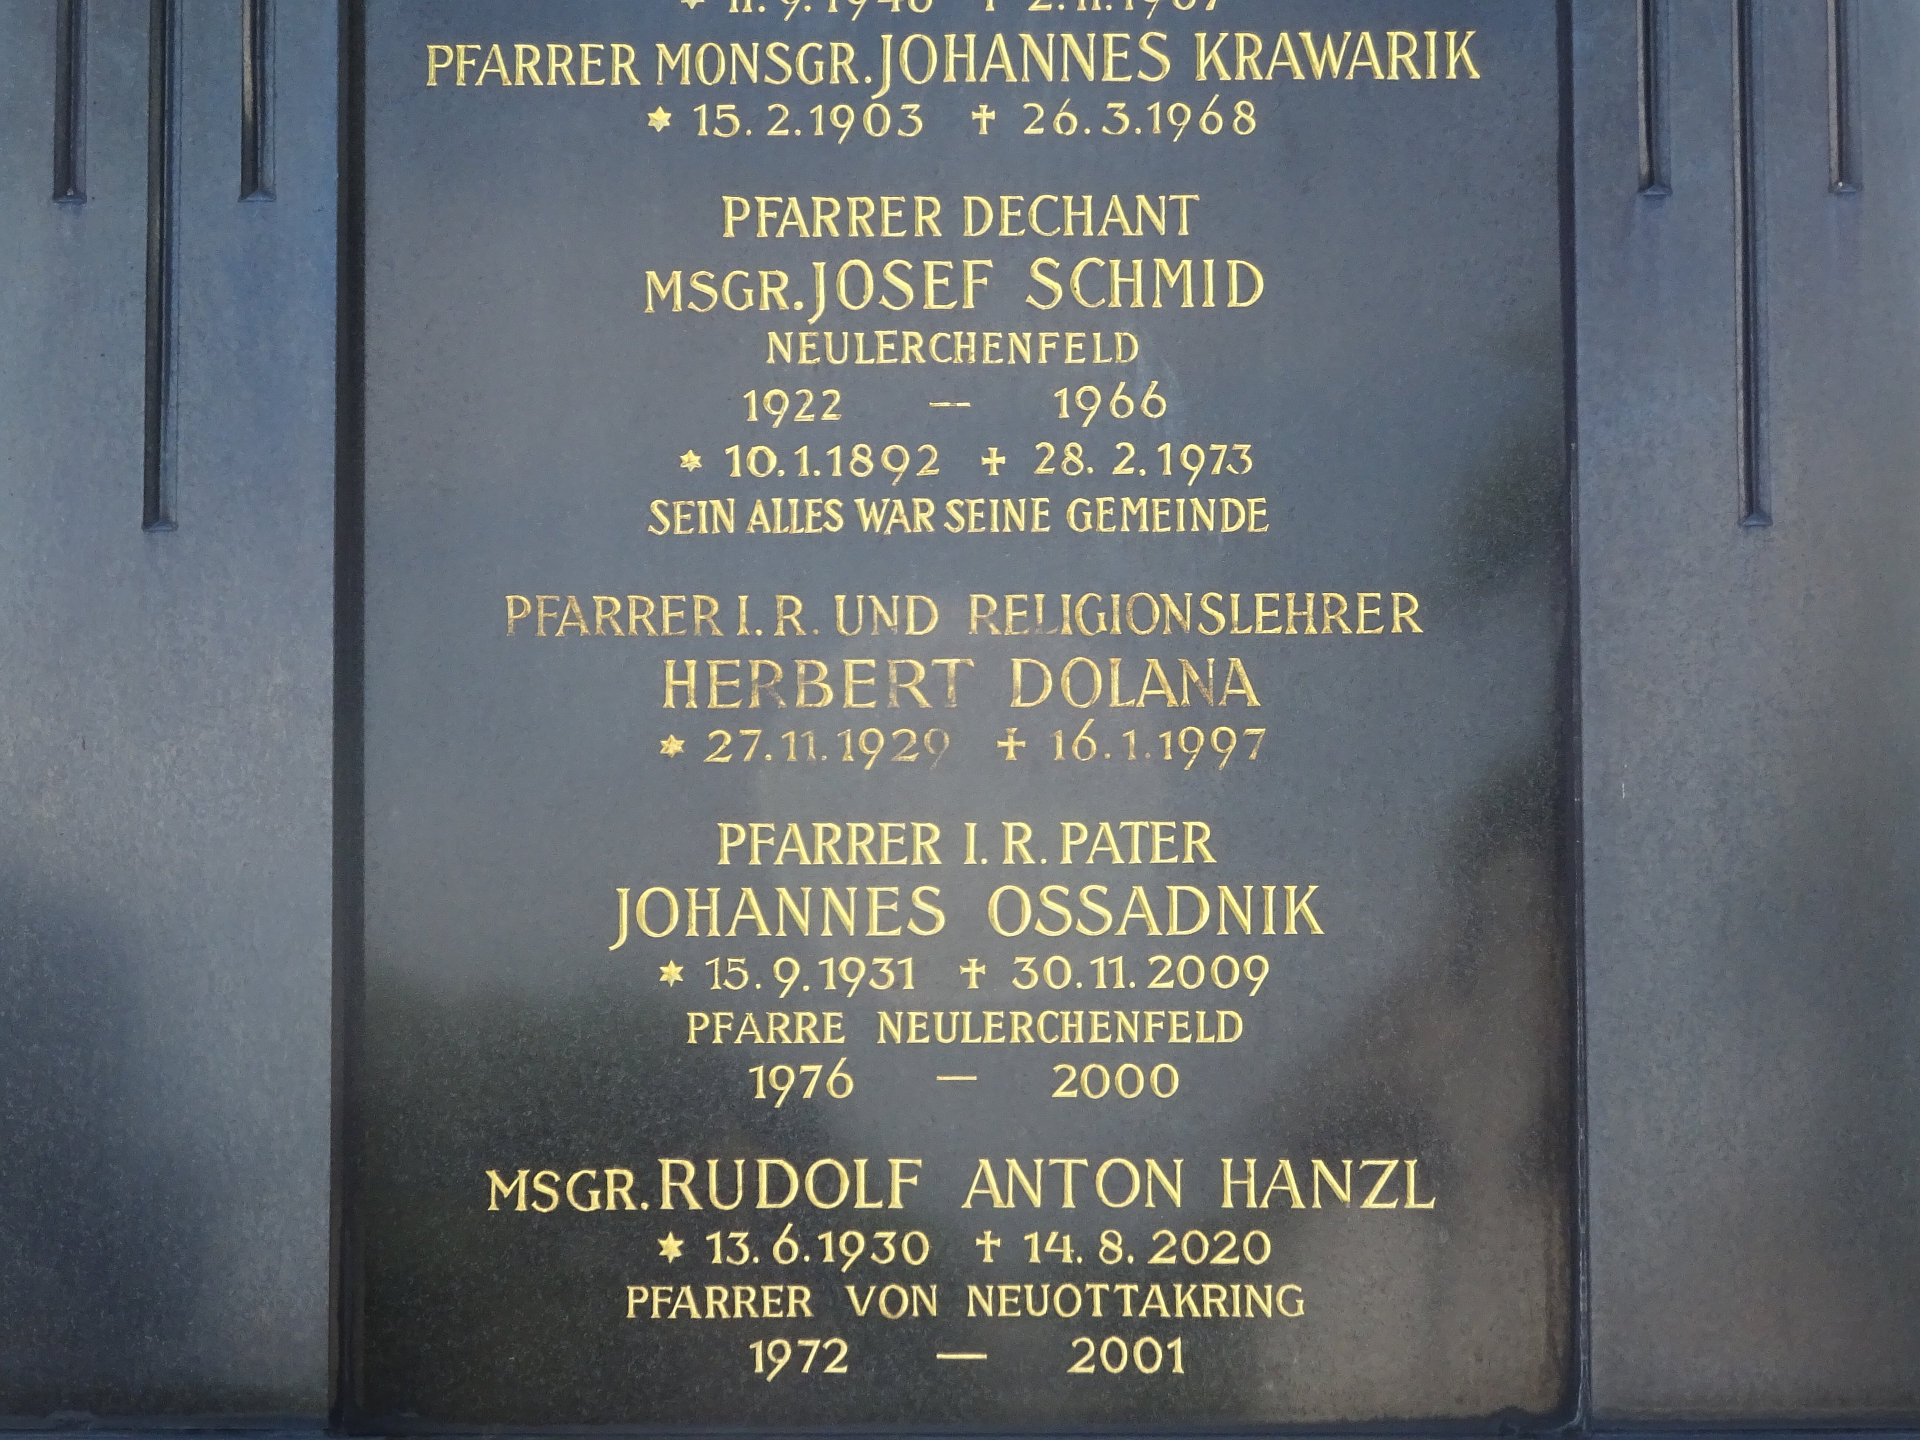 PFARRER MONSGR. JOHANNES KRAWARIK
* 15.2.1903 † 26.3.1968
PFARRER DECHANT
MSGR. JOSEF SCHMID
NEULERCHENFELD
1922 — 1966
* 10.1.1892 † 28.2.1973
SEIN ALLES WAR SEINE GEMEINDE
PFARRER I. R. UND RELIGIONSLEHRER
HERBERT DOLANA
* 27.11.1929 † 16.1.1997
PFARRER I. R. PATER
JOHANNES OSSADNIK
* 15.9.1931 † 30.11.2009
PFARRE NEULERCHENFELD
1976 — 2000
MSGR. RUDOLF ANTON HANZL
* 13.6.1930 † 14.8.2020
PFARRER VON NEUOTTAKRING
1972 — 2001